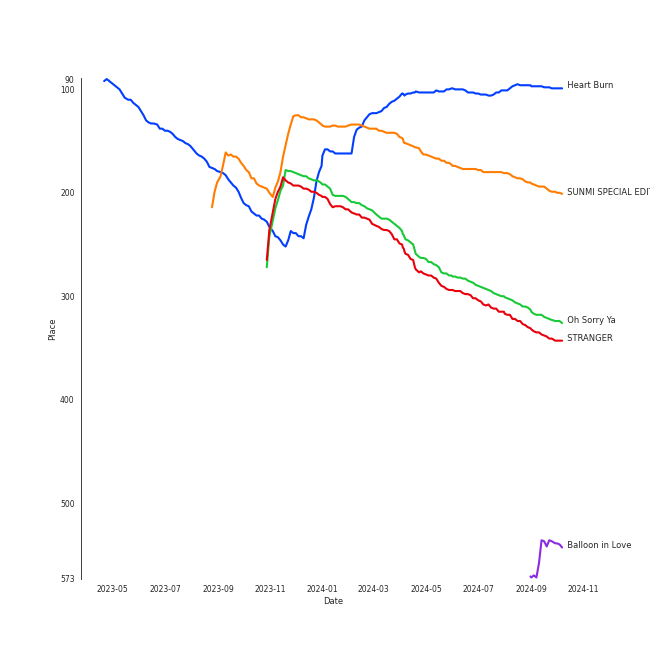 90
100
Heart Burn
200
SUNMI SPECIAL EDI
300
Oh Sorry Ya
Place
STRANGER
400
500
Balloon in Love
573
2023-05 2023-07 2023-09 2023-11 2024-01 2024-03 2024-05 2024-07 2024-09 2024-11
Date